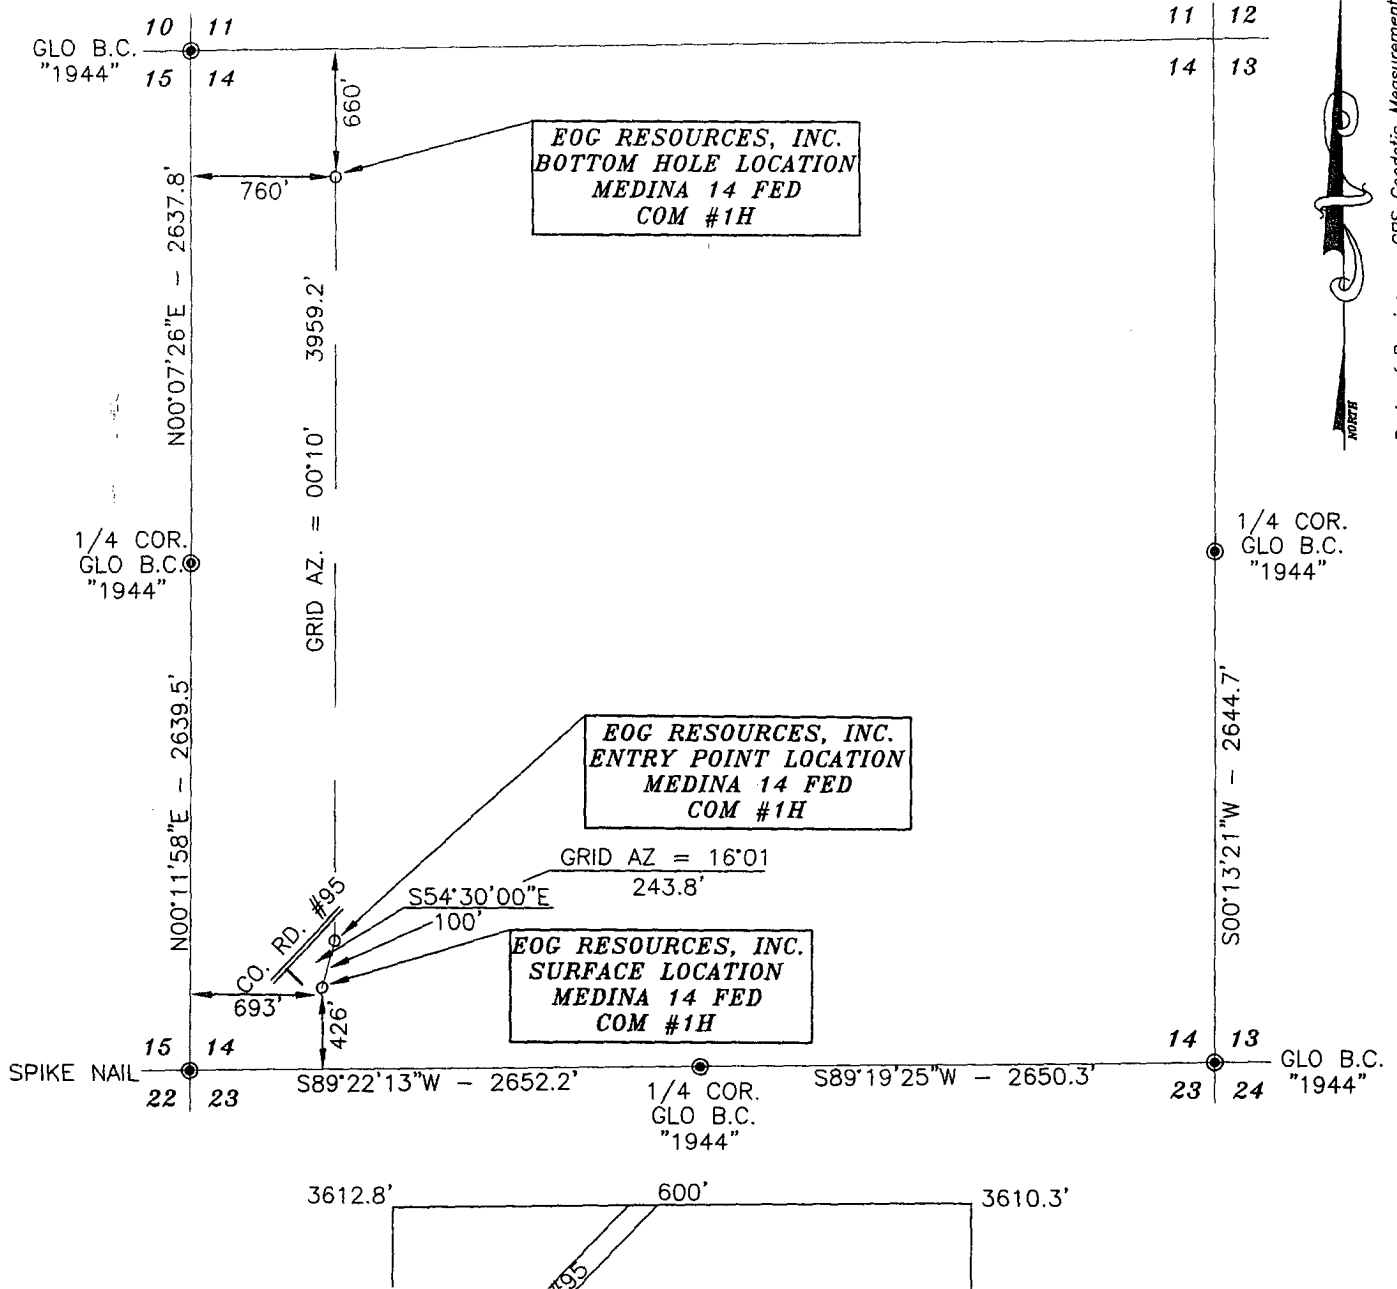 10 11
11 12
GLO B.C.
"1944"
15 14
14 13
660'
760'
EOG RESOURCES, INC.
BOTTOM HOLE LOCATION
MEDINA 14 FED
COM #1H
N00°07'26"E – 2637.8'
GRID AZ. = 00°10' 3959.2'
NORTH
GPS Geodetic Measurement
1/4 COR.
GLO B.C.
"1944"
1/4 COR.
GLO B.C.
"1944"
N00°11'58"E – 2639.5'
S00°13'21"W – 2644.7'
EOG RESOURCES, INC.
ENTRY POINT LOCATION
MEDINA 14 FED
COM #1H
GRID AZ = 16°01
243.8'
S54°30'00"E
100'
CO. RD. #95
EOG RESOURCES, INC.
SURFACE LOCATION
MEDINA 14 FED
COM #1H
693'
426'
15 14
14 13
SPIKE NAIL
GLO B.C.
"1944"
22 23
23 24
S89°22'13"W – 2652.2'
S89°19'25"W – 2650.3'
1/4 COR.
GLO B.C.
"1944"
3612.8'
600'
3610.3'
#95